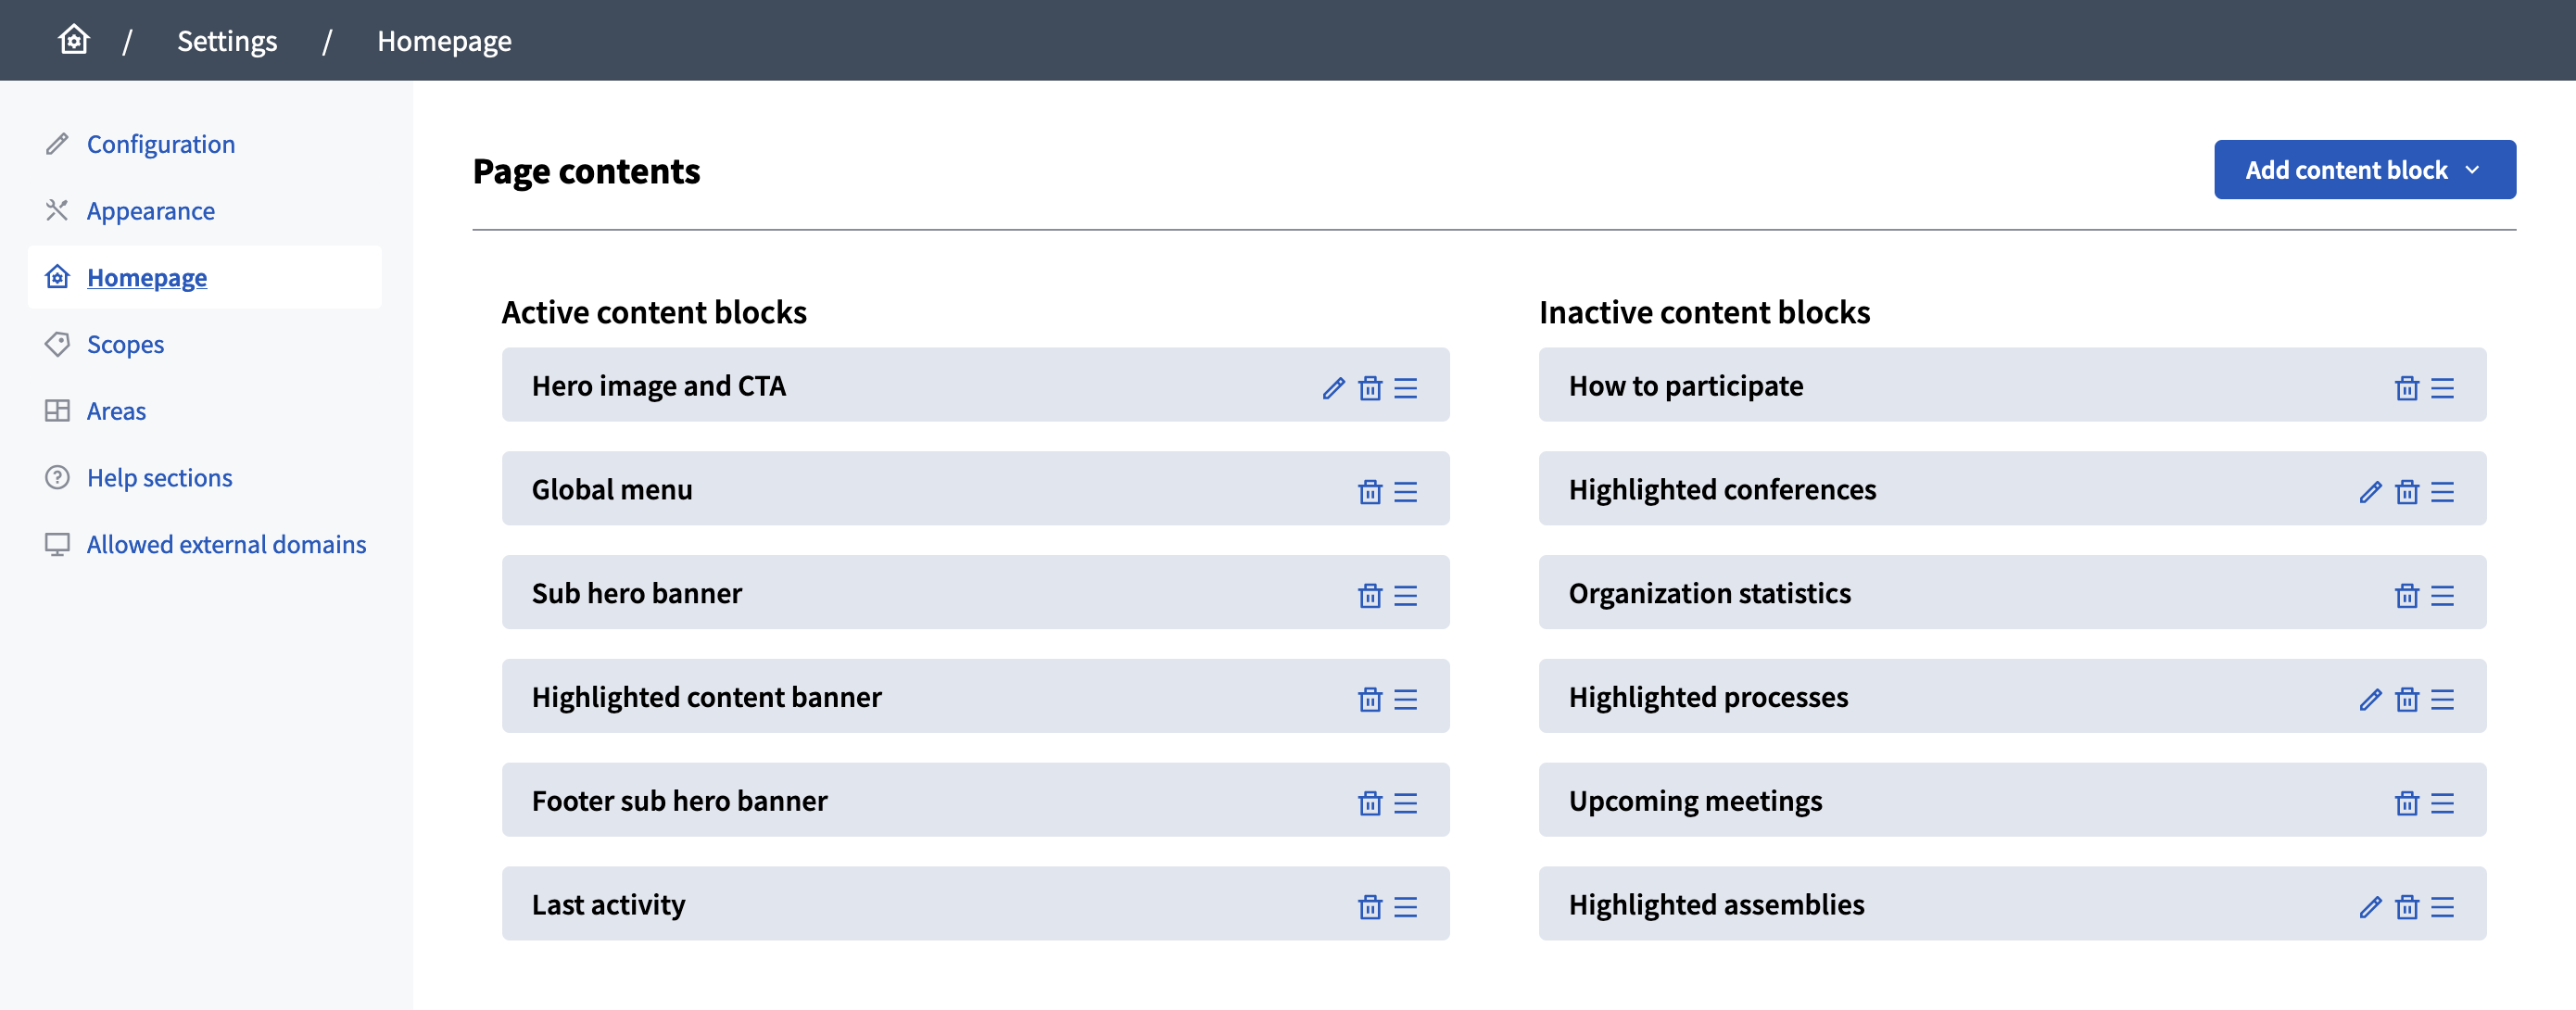 / Settings / Homepage
Configuration
Appearance
Homepage
Scopes
Areas
Help sections
Allowed external domains
Page contents
Add content block
Active content blocks
Hero image and CTA
Global menu
Sub hero banner
Highlighted content banner
Footer sub hero banner
Last activity
Inactive content blocks
How to participate
Highlighted conferences
Organization statistics
Highlighted processes
Upcoming meetings
Highlighted assemblies